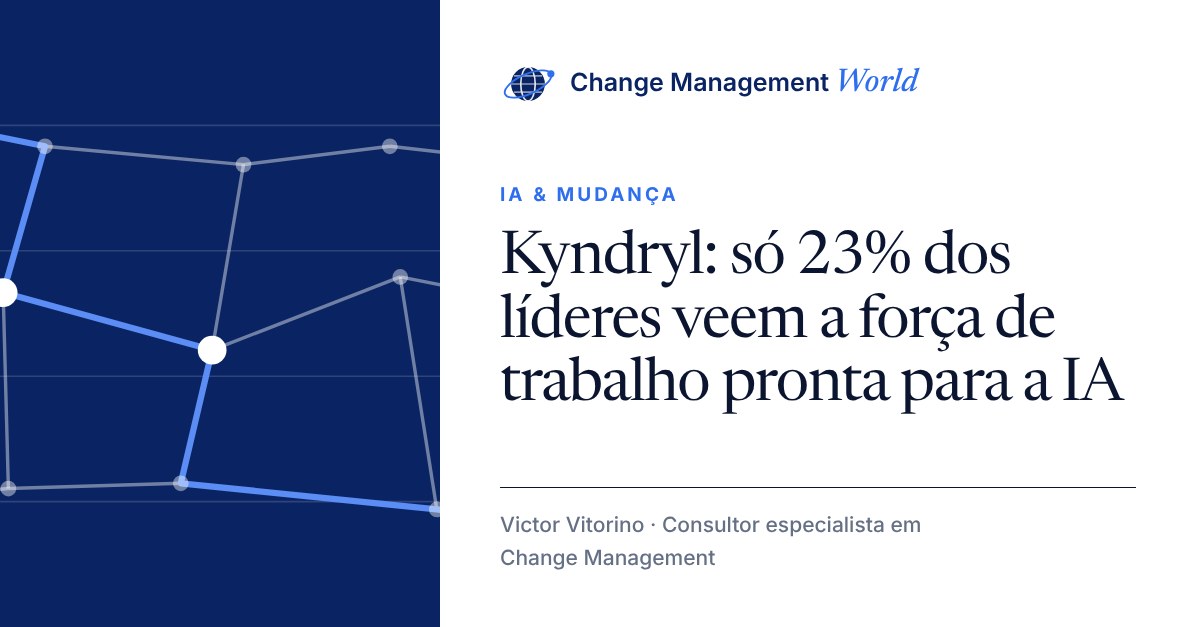 Change Management World
IA & MUDANÇA
Kyndryl: só 23% dos
líderes veem a força de
trabalho pronta para a IA
Victor Vitorino · Consultor especialista em
Change Management